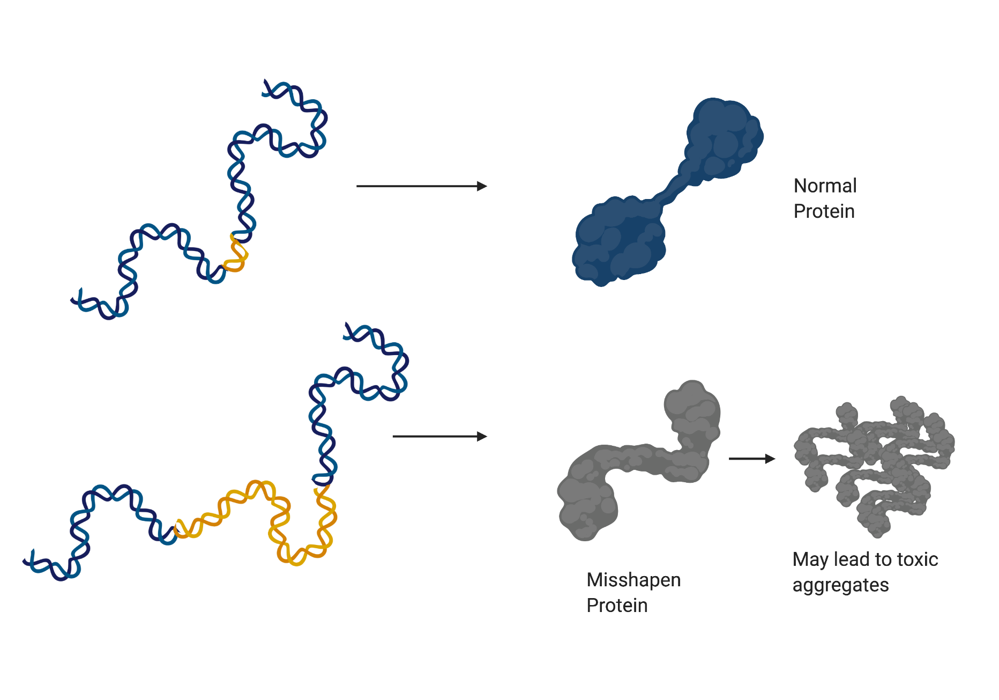 Normal
Protein
Misshapen
Protein
May lead to toxic
aggregates